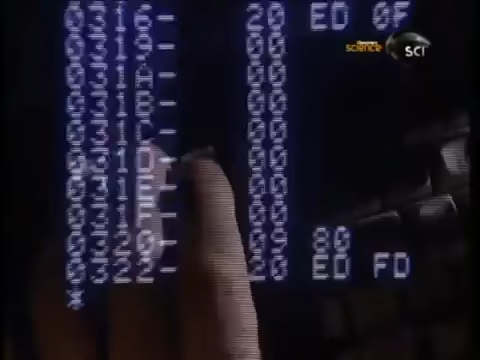 0316- 20 ED 0F
0319- 00
031A- 00
031B- 00
031C- 00
031D- 00
031E- 00
031F- 00
0320- 09 80
0322- 20 ED FD
*
science
SCI